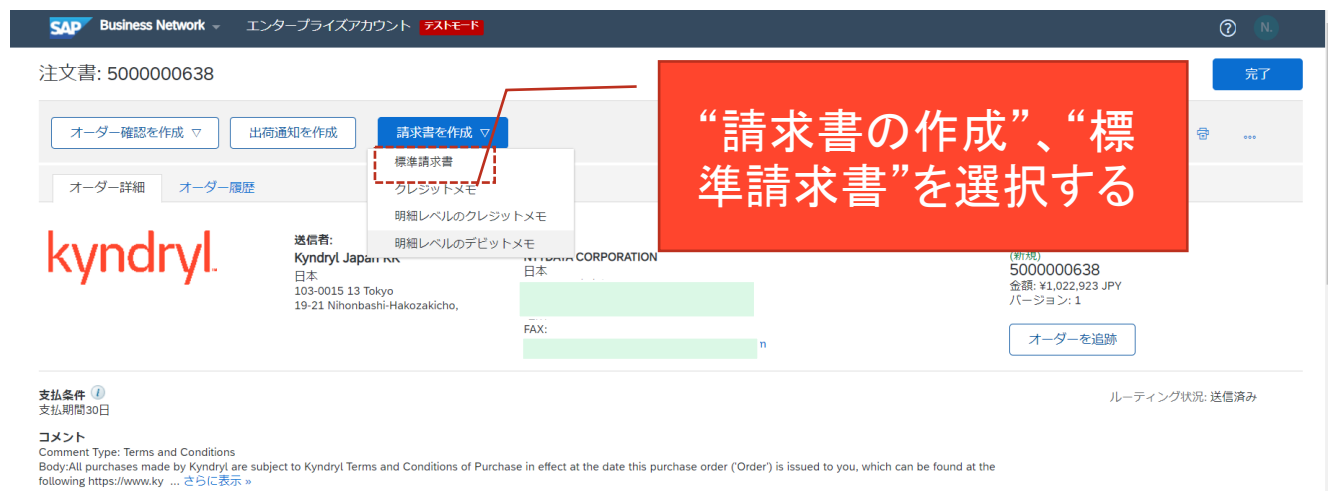 SAP Business Network エンタープライズアカウント テストモード N.
注文書: 5000000638
完了
オーダー確認を作成 出荷通知を作成 請求書を作成
標準請求書
クレジットメモ
明細レベルのクレジットメモ
明細レベルのデビットメモ
“請求書の作成”、“標
準請求書”を選択する
オーダー詳細 オーダー履歴
kyndryl.
送信者:
Kyndryl Japan KK
日本
103-0015 13 Tokyo
19-21 Nihonbashi-Hakozakicho,
CORPORATION
日本
FAX:
(新規)
5000000638
金額: ¥1,022,923 JPY
バージョン: 1
オーダーを追跡
支払条件
支払期間30日
ルーティング状況: 送信済み
コメント
Comment Type: Terms and Conditions
Body:All purchases made by Kyndryl are subject to Kyndryl Terms and Conditions of Purchase in effect at the date this purchase order ('Order') is issued to you, which can be found at the
following https://www.ky ... さらに表示 »